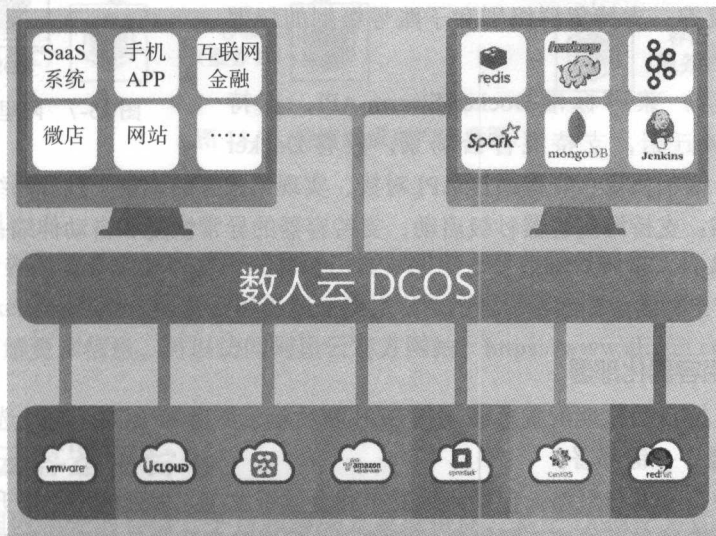 SaaS
系统
手机
APP
互联网
金融
微店
网站
……
redis
hadoop
Spark
mongoDB
Jenkins
数人云 DCOS
vmware
UCLOUD
amazon
CentOS
redhat